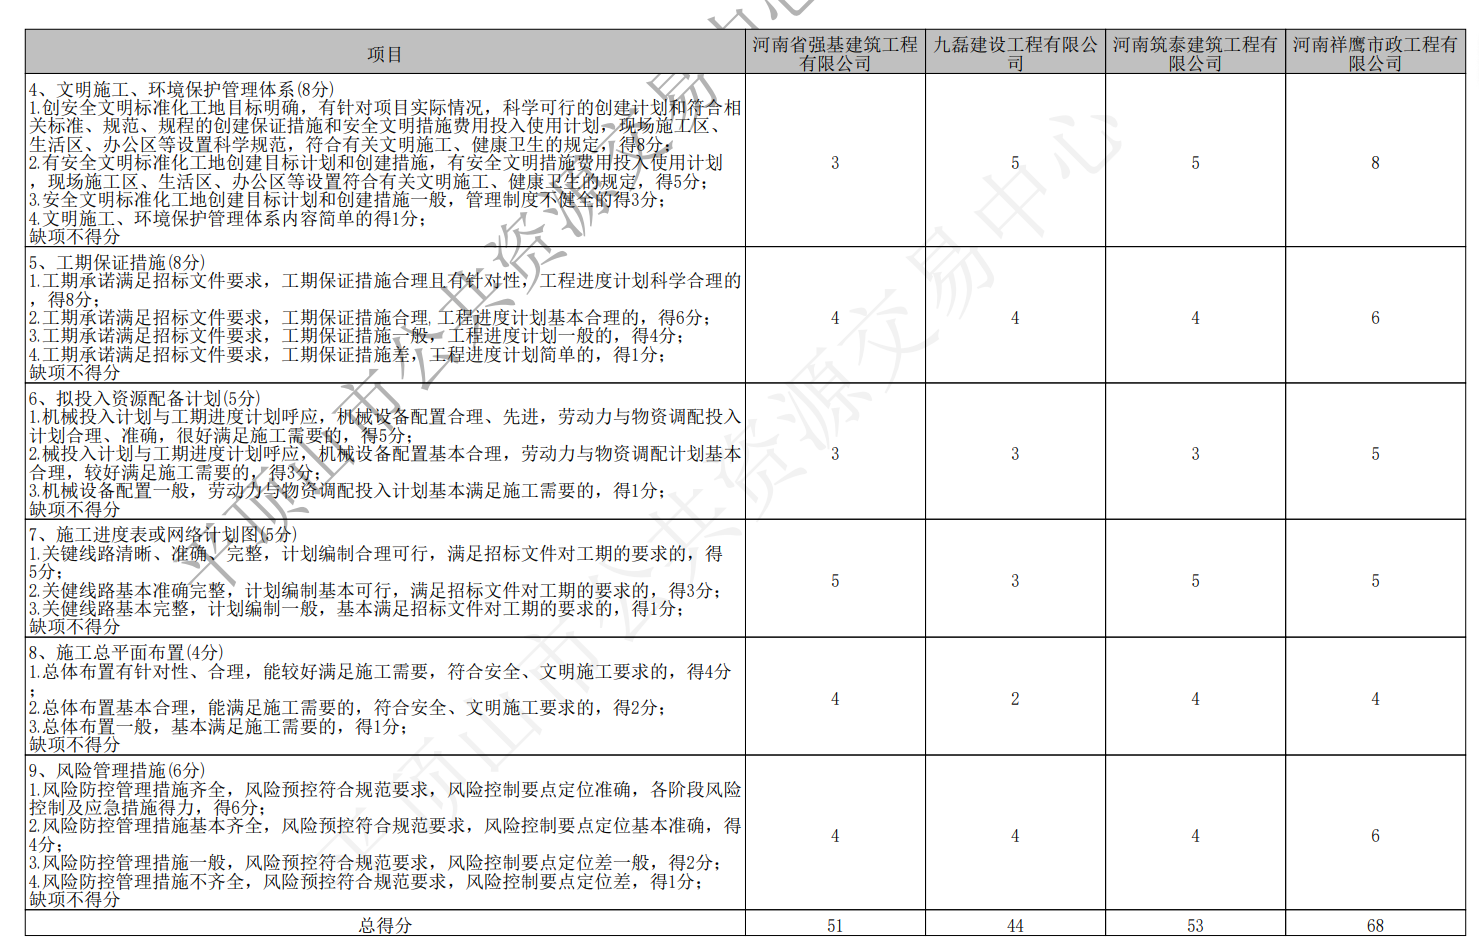 项目
河南省强基建筑工程
有限公司
九磊建设工程有限公
司
河南筑泰建筑工程有
限公司
河南祥鹰市政工程有
限公司
4、文明施工、环境保护管理体系(8分)
1.创安全文明标准化工地目标明确，有针对项目实际情况，科学可行的创建计划和符合相
关标准、规范、规程的创建保证措施和安全文明措施费用投入使用计划，现场施工区、
生活区、办公区等设置科学规范，符合有关文明施工、健康卫生的规定，得8分；
2.有安全文明标准化工地创建目标计划和创建措施，有安全文明措施费用投入使用计划
，现场施工区、生活区、办公区等设置符合有关文明施工、健康卫生的规定，得5分；
3.安全文明标准化工地创建目标计划和创建措施一般，管理制度不健全的得3分；
4.文明施工、环境保护管理体系内容简单的得1分；
缺项不得分
3
5
5
8
5、工期保证措施(8分)
1.工期承诺满足招标文件要求，工期保证措施合理且有针对性，工程进度计划科学合理的
，得8分；
2.工期承诺满足招标文件要求，工期保证措施合理,工程进度计划基本合理的，得6分；
3.工期承诺满足招标文件要求，工期保证措施一般，工程进度计划一般的，得4分；
4.工期承诺满足招标文件要求，工期保证措施差，工程进度计划简单的，得1分；
缺项不得分
4
4
4
6
6、拟投入资源配备计划(5分)
1.机械投入计划与工期进度计划呼应，机械设备配置合理、先进，劳动力与物资调配投入
计划合理、准确，很好满足施工需要的，得5分；
2.械投入计划与工期进度计划呼应，机械设备配置基本合理，劳动力与物资调配计划基本
合理，较好满足施工需要的，得3分；
3.机械设备配置一般，劳动力与物资调配投入计划基本满足施工需要的，得1分；
缺项不得分
3
3
3
5
7、施工进度表或网络计划图(5分)
1.关键线路清晰、准确、完整，计划编制合理可行，满足招标文件对工期的要求的，得
5分；
2.关健线路基本准确完整，计划编制基本可行，满足招标文件对工期的要求的，得3分；
3.关健线路基本完整，计划编制一般，基本满足招标文件对工期的要求的，得1分；
缺项不得分
5
3
5
5
8、施工总平面布置(4分)
1.总体布置有针对性、合理，能较好满足施工需要，符合安全、文明施工要求的，得4分
；
2.总体布置基本合理，能满足施工需要的，符合安全、文明施工要求的，得2分；
3.总体布置一般，基本满足施工需要的，得1分；
缺项不得分
4
2
4
4
9、风险管理措施(6分)
1.风险防控管理措施齐全，风险预控符合规范要求，风险控制要点定位准确，各阶段风险
控制及应急措施得力，得6分；
2.风险防控管理措施基本齐全，风险预控符合规范要求，风险控制要点定位基本准确，得
4分；
3.风险防控管理措施一般，风险预控符合规范要求，风险控制要点定位差一般，得2分；
4.风险防控管理措施不齐全，风险预控符合规范要求，风险控制要点定位差，得1分；
缺项不得分
4
4
4
6
总得分
51
44
53
68
平顶山市公共资源交易中心
平顶山市公共资源交易中心